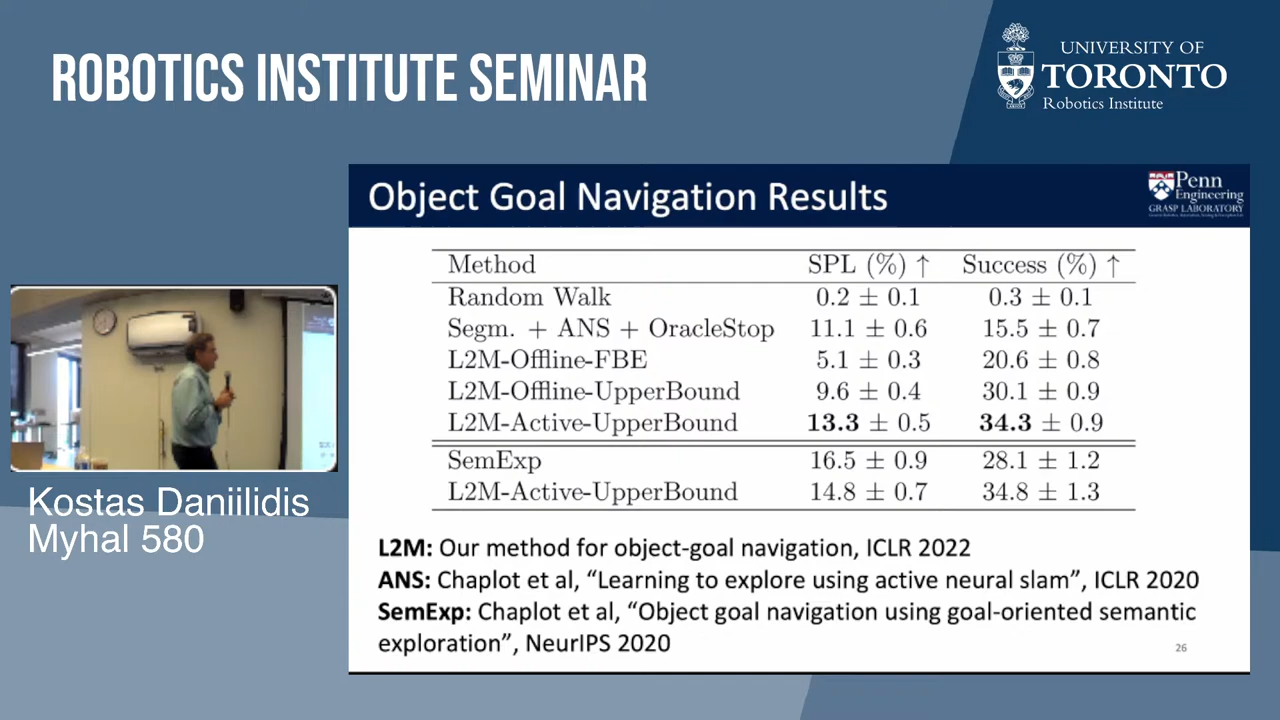 ROBOTICS INSTITUTE SEMINAR
UNIVERSITY OF
TORONTO
Robotics Institute
Object Goal Navigation Results
Penn
Engineering
GRASP LABORATORY
Method SPL (%) ↑ Success (%) ↑
Random Walk 0.2 ± 0.1 0.3 ± 0.1
Segm. + ANS + OracleStop 11.1 ± 0.6 15.5 ± 0.7
L2M-Offline-FBE 5.1 ± 0.3 20.6 ± 0.8
L2M-Offline-UpperBound 9.6 ± 0.4 30.1 ± 0.9
L2M-Active-UpperBound 13.3 ± 0.5 34.3 ± 0.9
SemExp 16.5 ± 0.9 28.1 ± 1.2
L2M-Active-UpperBound 14.8 ± 0.7 34.8 ± 1.3
L2M: Our method for object-goal navigation, ICLR 2022
ANS: Chaplot et al, “Learning to explore using active neural slam”, ICLR 2020
SemExp: Chaplot et al, “Object goal navigation using goal-oriented semantic
exploration”, NeurIPS 2020
26
Kostas Daniilidis
Myhal 580